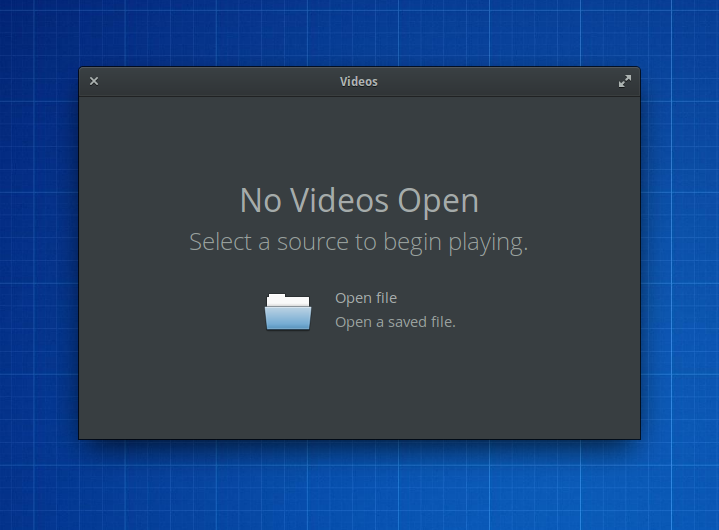 Videos
No Videos Open
Select a source to begin playing.
Open file
Open a saved file.